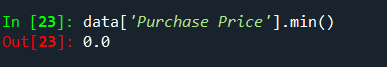 In [23]: data['Purchase Price'].min()
Out[23]: 0.0